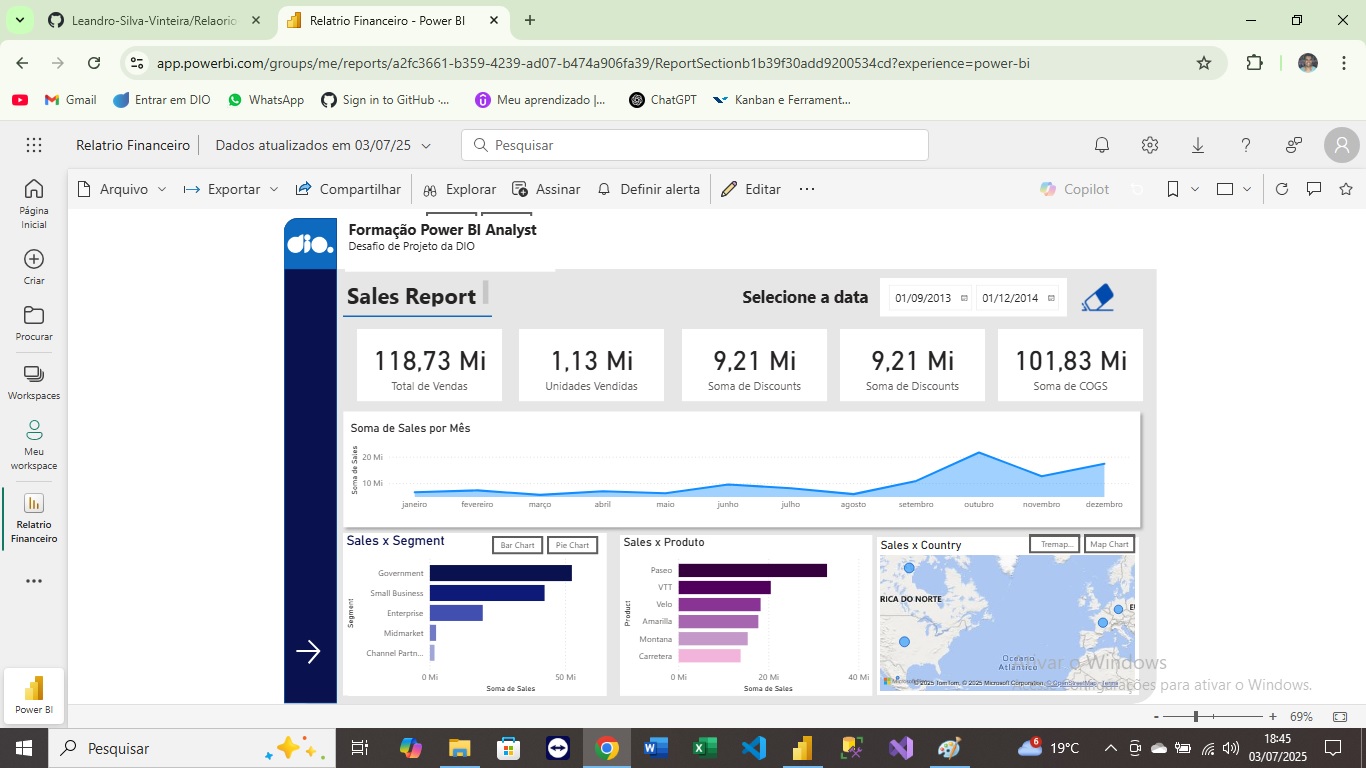 Leandro-Silva-Vinteira/Relaorio
Relatrio Financeiro - Power BI
app.powerbi.com/groups/me/reports/a2fc3661-b359-4239-ad07-b474a906fa39/ReportSectionb1b39f30add9200534cd?experience=power-bi
Gmail
Entrar em DIO
WhatsApp
Sign in to GitHub ·...
Meu aprendizado |...
ChatGPT
Kanban e Ferrament...
Relatrio Financeiro
Dados atualizados em 03/07/25
Pesquisar
Arquivo
Exportar
Compartilhar
Explorar
Assinar
Definir alerta
Editar
Copilot
Página
Inicial
Criar
Procurar
Workspaces
Meu
workspace
Relatrio
Financeiro
Power BI
dio.
Formação Power BI Analyst
Desafio de Projeto da DIO
Sales Report
Selecione a data
01/09/2013
01/12/2014
118,73 Mi
Total de Vendas
1,13 Mi
Unidades Vendidas
9,21 Mi
Soma de Discounts
9,21 Mi
Soma de Discounts
101,83 Mi
Soma de COGS
Soma de Sales por Mês
Soma de Sales
20 Mi
10 Mi
janeiro fevereiro março abril maio junho julho agosto setembro outubro novembro dezembro
Sales x Segment
Bar Chart
Pie Chart
Segment
Government
Small Business
Enterprise
Midmarket
Channel Partn...
0 Mi 50 Mi
Soma de Sales
Sales x Produto
Product
Paseo
VTT
Velo
Amarilla
Montana
Carretera
0 Mi 20 Mi 40 Mi
Soma de Sales
Sales x Country
Tremap...
Map Chart
RICA DO NORTE
EU
Oceano
Atlântico
© 2025 TomTom, © 2025 Microsoft Corporation, © OpenStreetMap Terms
var o Windows
configurações para ativar o Windows.
69%
Pesquisar
6
19°C
18:45
03/07/2025